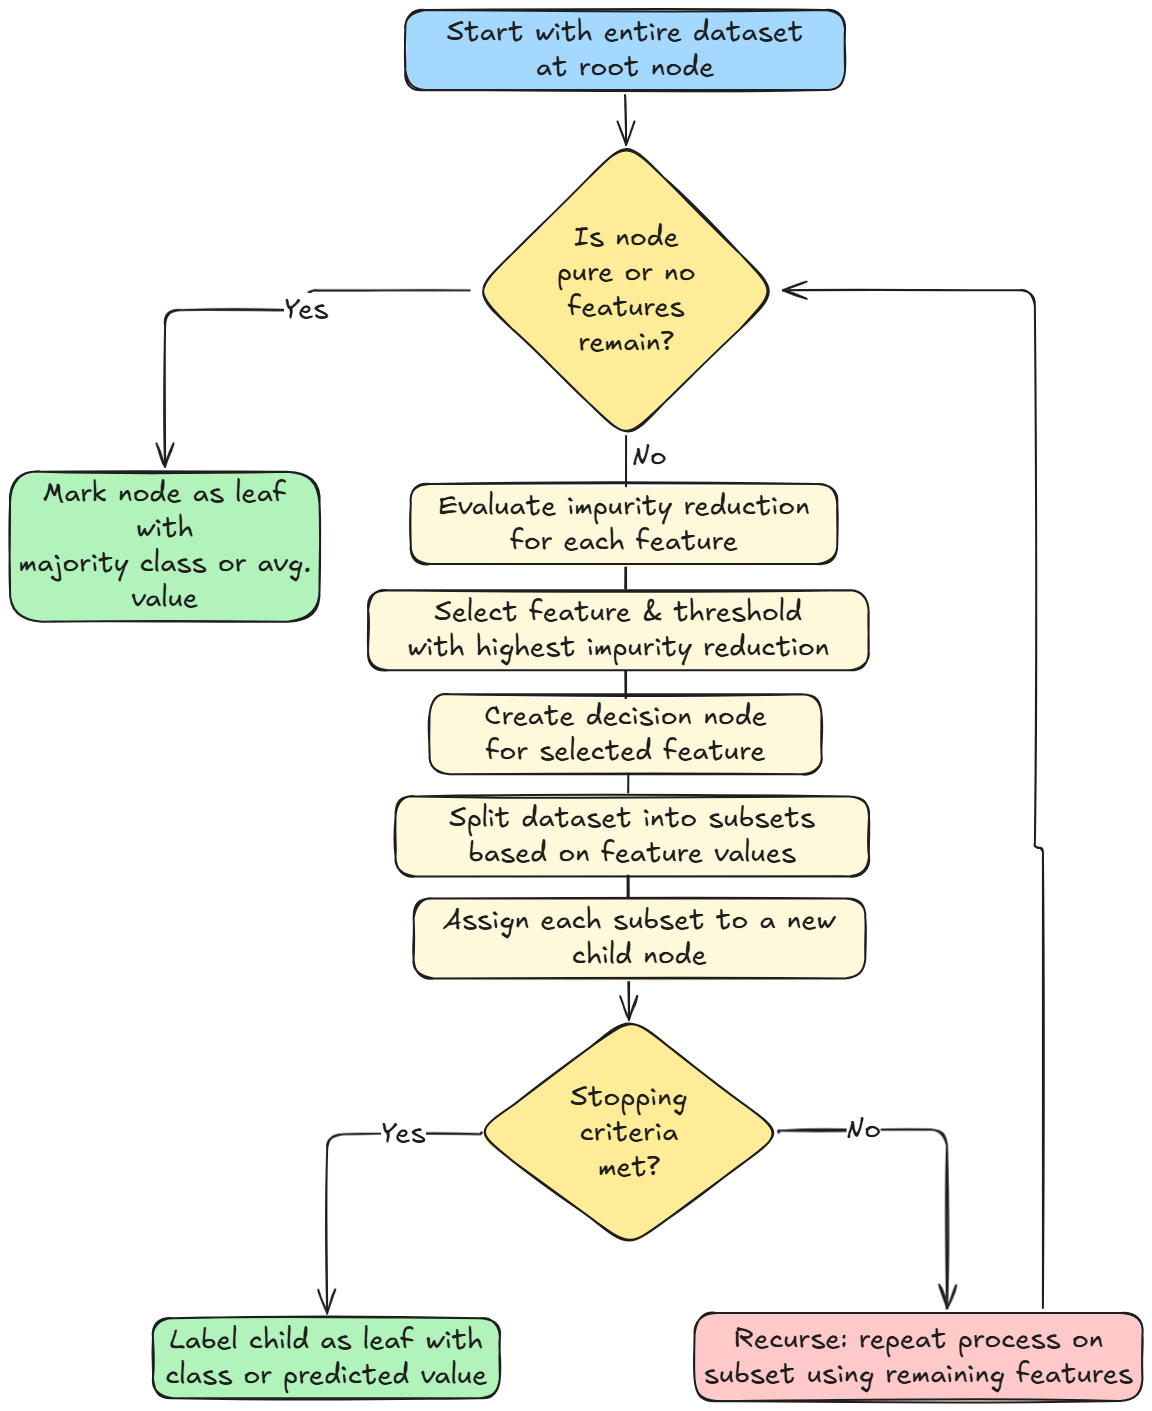 Start with entire dataset
at root node
Is node
pure or no
features
remain?
Yes
No
Mark node as leaf
with
majority class or avg.
value
Evaluate impurity reduction
for each feature
Select feature & threshold
with highest impurity reduction
Create decision node
for selected feature
Split dataset into subsets
based on feature values
Assign each subset to a new
child node
Stopping
criteria
met?
Yes
No
Label child as leaf with
class or predicted value
Recurse: repeat process on
subset using remaining features